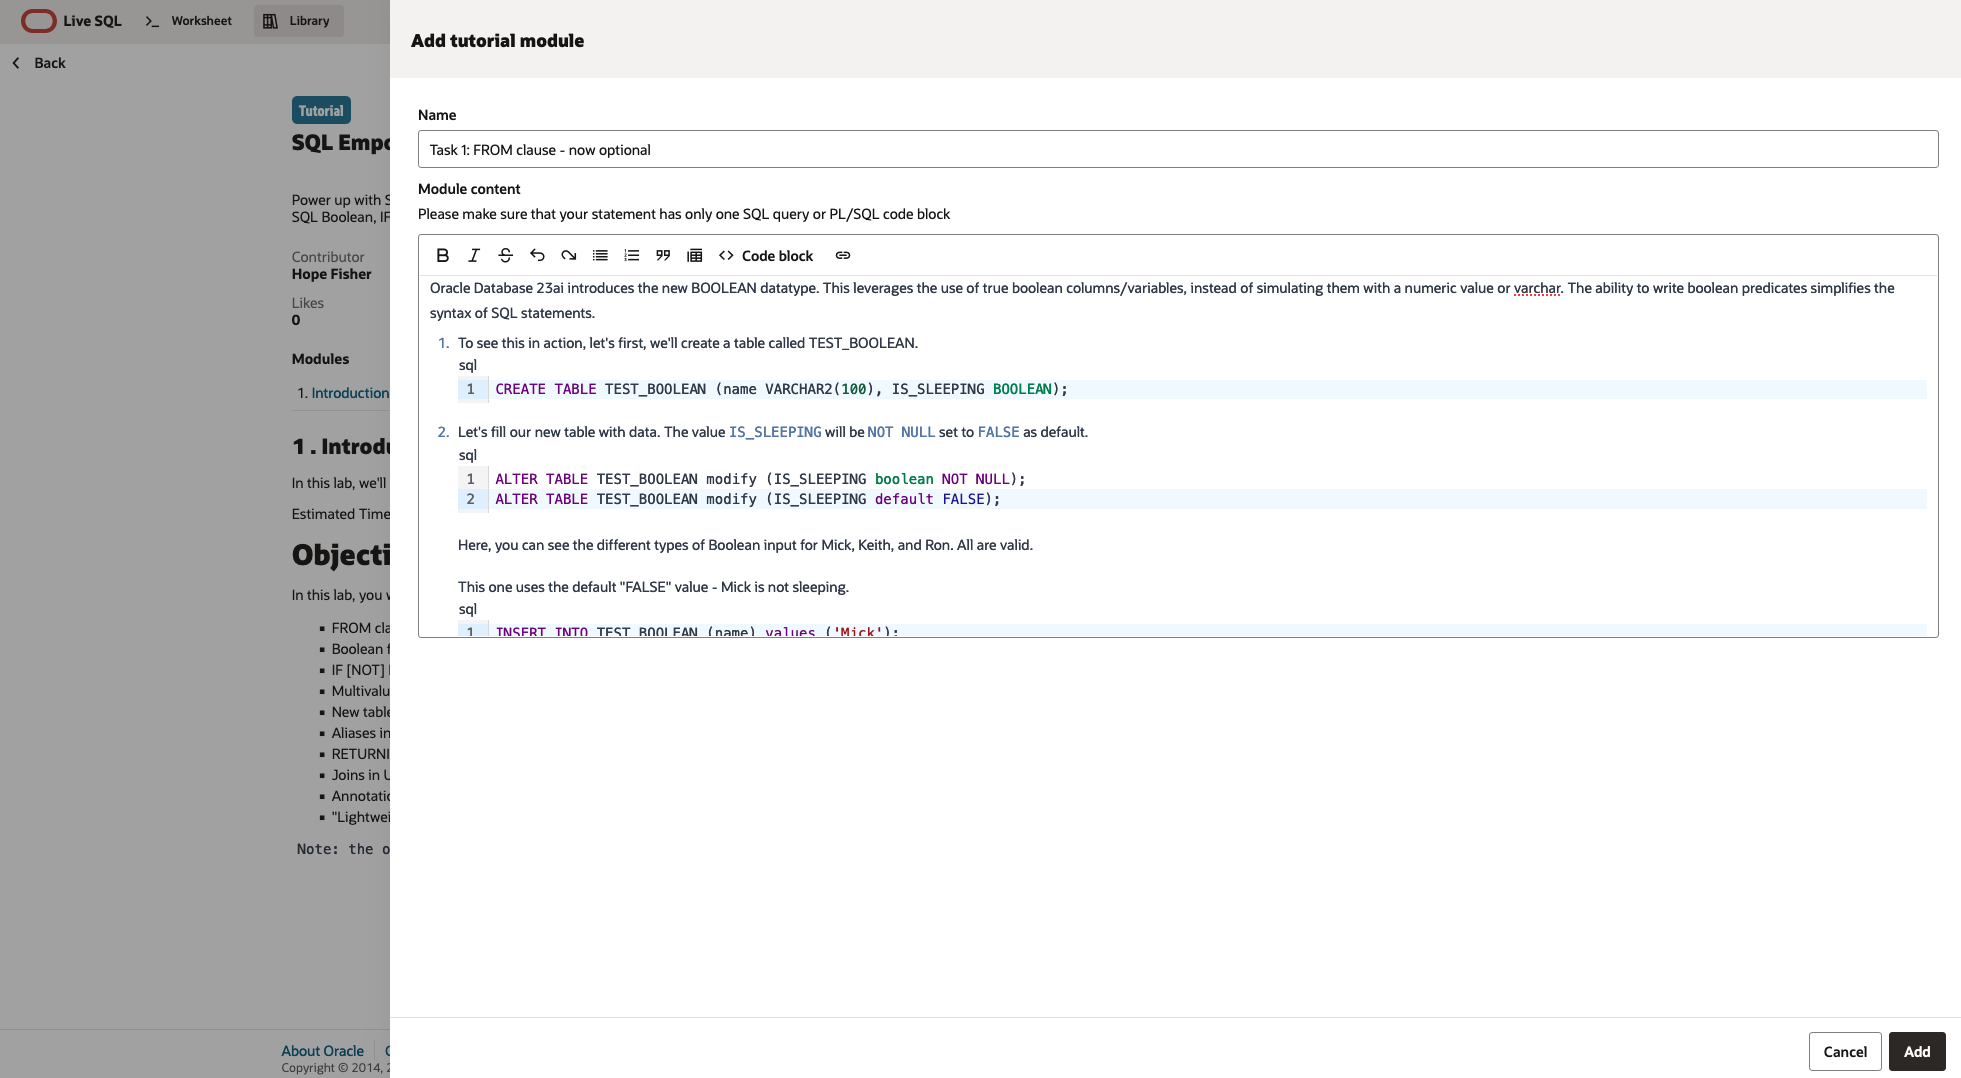 Live SQL
Worksheet
Library
Back
Tutorial
SQL Empo
Power up with S
SQL Boolean, IF
Contributor
Hope Fisher
Likes
0
Modules
1. Introduction
1 . Introdu
In this lab, we'll
Estimated Time
Objecti
In this lab, you w
FROM cla
Boolean f
IF [NOT]
Multivalu
New table
Aliases in
RETURNI
Joins in U
Annotatio
"Lightwei
Note: the o
About Oracle
Copyright © 2014, 2
Add tutorial module
Name
Task 1: FROM clause - now optional
Module content
Please make sure that your statement has only one SQL query or PL/SQL code block
Code block
Oracle Database 23ai introduces the new BOOLEAN datatype. This leverages the use of true boolean columns/variables, instead of simulating them with a numeric value or varchar. The ability to write boolean predicates simplifies the
syntax of SQL statements.
1. To see this in action, let's first, we'll create a table called TEST_BOOLEAN.
sql
1 CREATE TABLE TEST_BOOLEAN (name VARCHAR2(100), IS_SLEEPING BOOLEAN);
2. Let's fill our new table with data. The value IS_SLEEPING will be NOT NULL set to FALSE as default.
sql
1 ALTER TABLE TEST_BOOLEAN modify (IS_SLEEPING boolean NOT NULL);
2 ALTER TABLE TEST_BOOLEAN modify (IS_SLEEPING default FALSE);
Here, you can see the different types of Boolean input for Mick, Keith, and Ron. All are valid.
This one uses the default "FALSE" value - Mick is not sleeping.
sql
1 INSERT INTO TEST_BOOLEAN (name) values ('Mick');
Cancel
Add